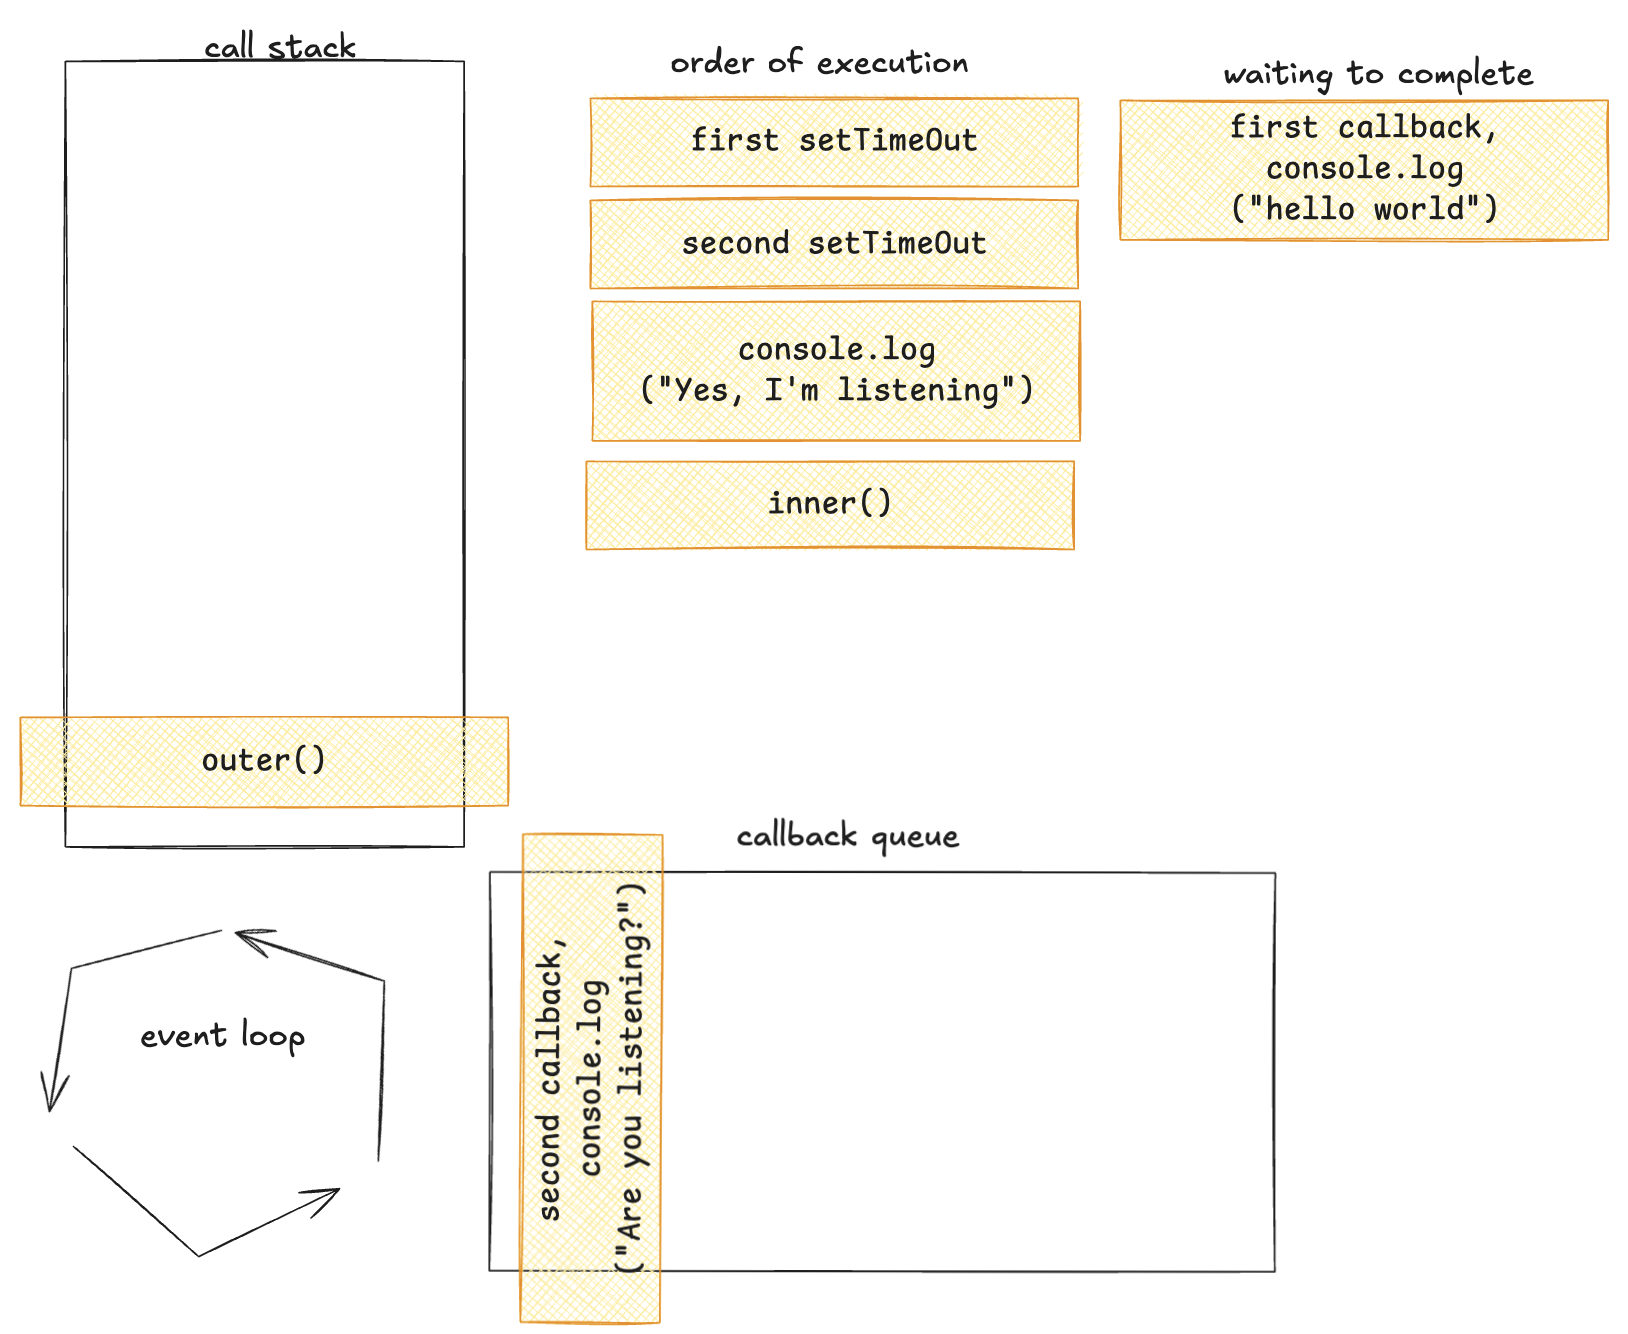 call stack
order of execution
waiting to complete
first setTimeOut
second setTimeOut
console.log
("Yes, I'm listening")
inner()
first callback,
console.log
("hello world")
outer()
callback queue
second callback,
console.log
("Are you listening?")
event loop